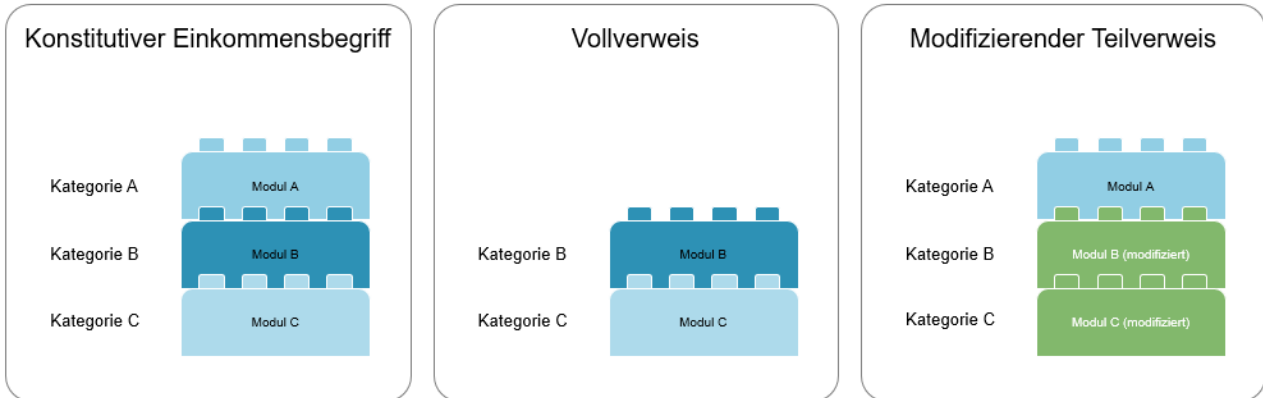 Konstitutiver Einkommensbegriff
Kategorie A
Modul A
Kategorie B
Modul B
Kategorie C
Modul C
Vollverweis
Kategorie B
Modul B
Kategorie C
Modul C
Modifizierender Teilverweis
Kategorie A
Modul A
Kategorie B
Modul B (modifiziert)
Kategorie C
Modul C (modifiziert)